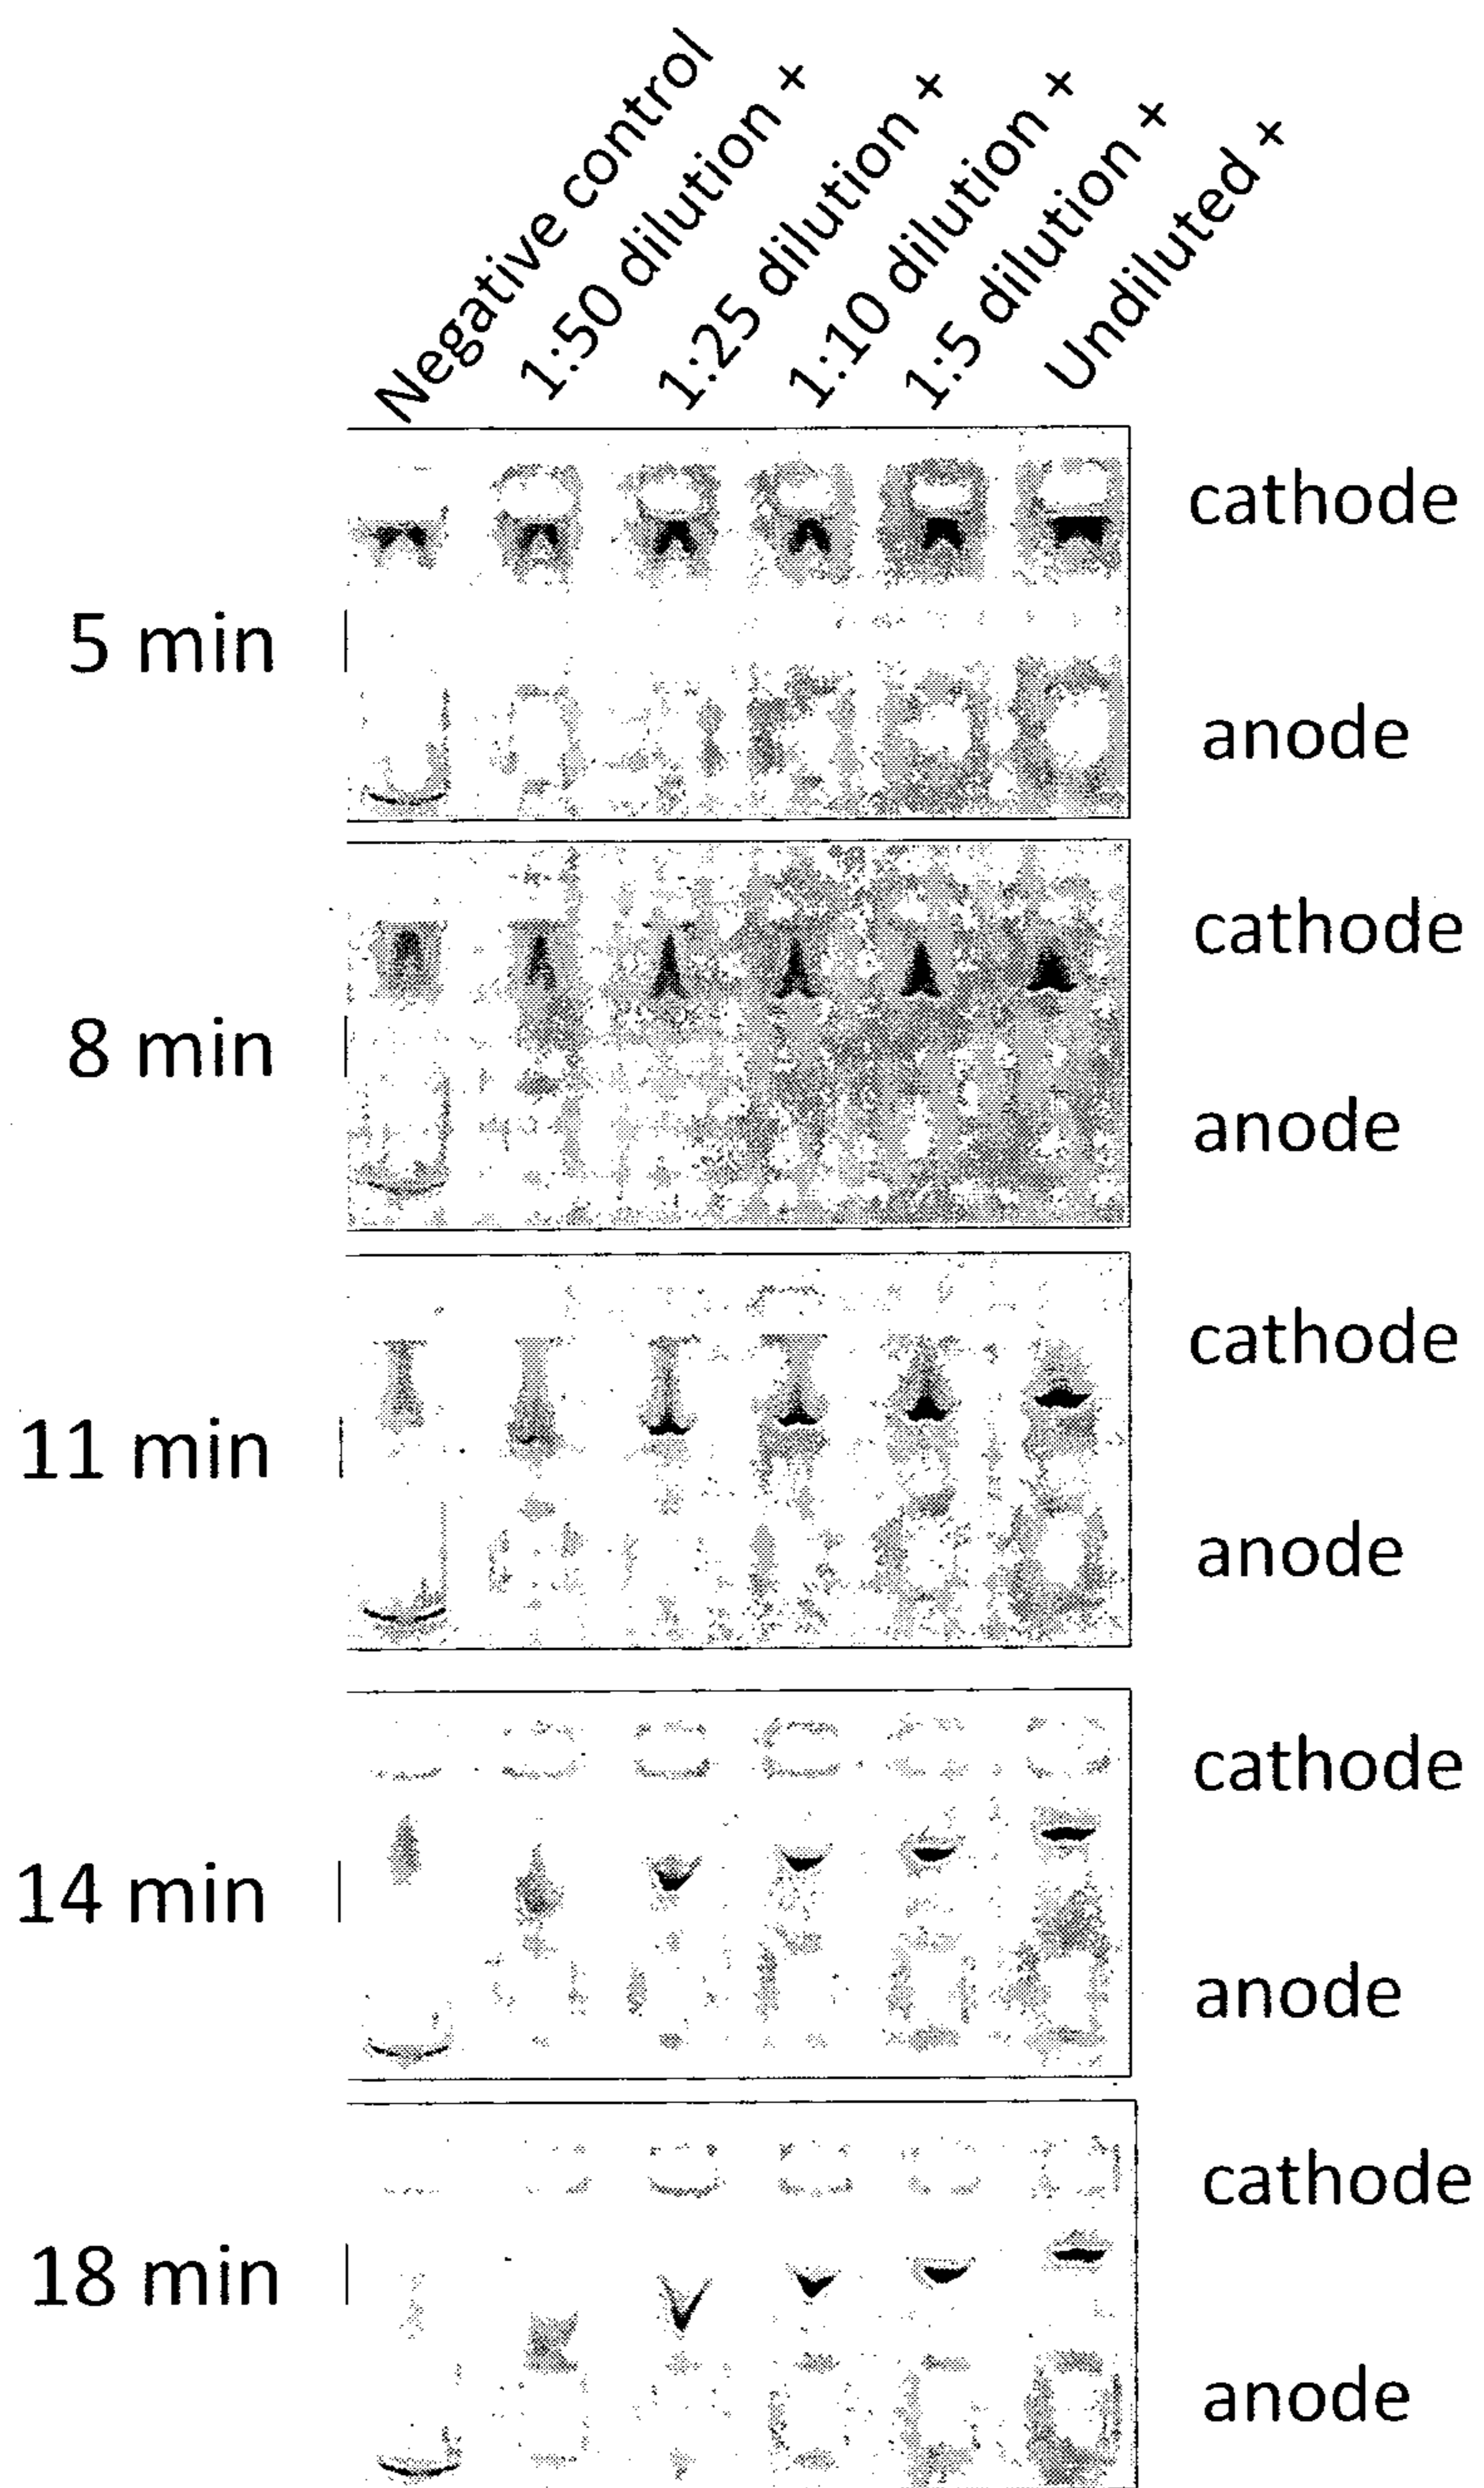 Negative control
1:50 dilution +
1:25 dilution +
1:10 dilution +
1:5 dilution +
Undiluted +
cathode
5 min
anode
cathode
8 min
anode
cathode
11 min
anode
cathode
14 min
anode
cathode
18 min
anode